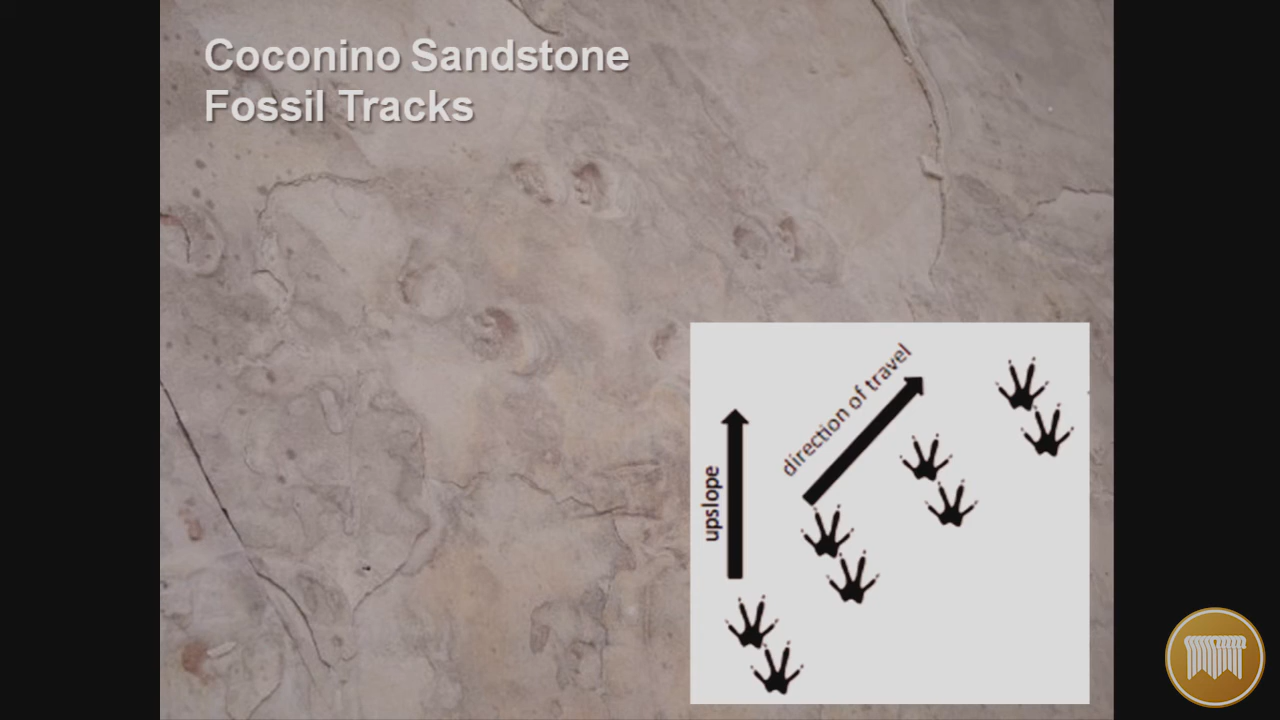 Coconino Sandstone
Fossil Tracks
direction of travel
upslope